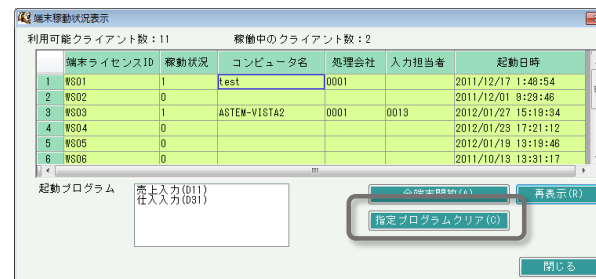 端末稼動状況表示
利用可能クライアント数：11 稼働中のクライアント数：2
端末ライセンスID 稼動状況 コンピュータ名 処理会社 入力担当者 起動日時
1 WS01 1 test 0001 2011/12/17 1:48:54
2 WS02 0 2011/12/01 9:29:46
3 WS03 1 ASTEM-VISTA2 0001 0013 2012/01/27 15:19:34
4 WS04 0 2012/01/23 17:21:12
5 WS05 0 2012/01/19 13:19:46
6 WS06 0 2011/10/13 13:31:17
起動プログラム 売上入力(D11) 全端末開放(A) 再表示(R)
仕入入力(D31)
指定プログラムクリア(C)
閉じる